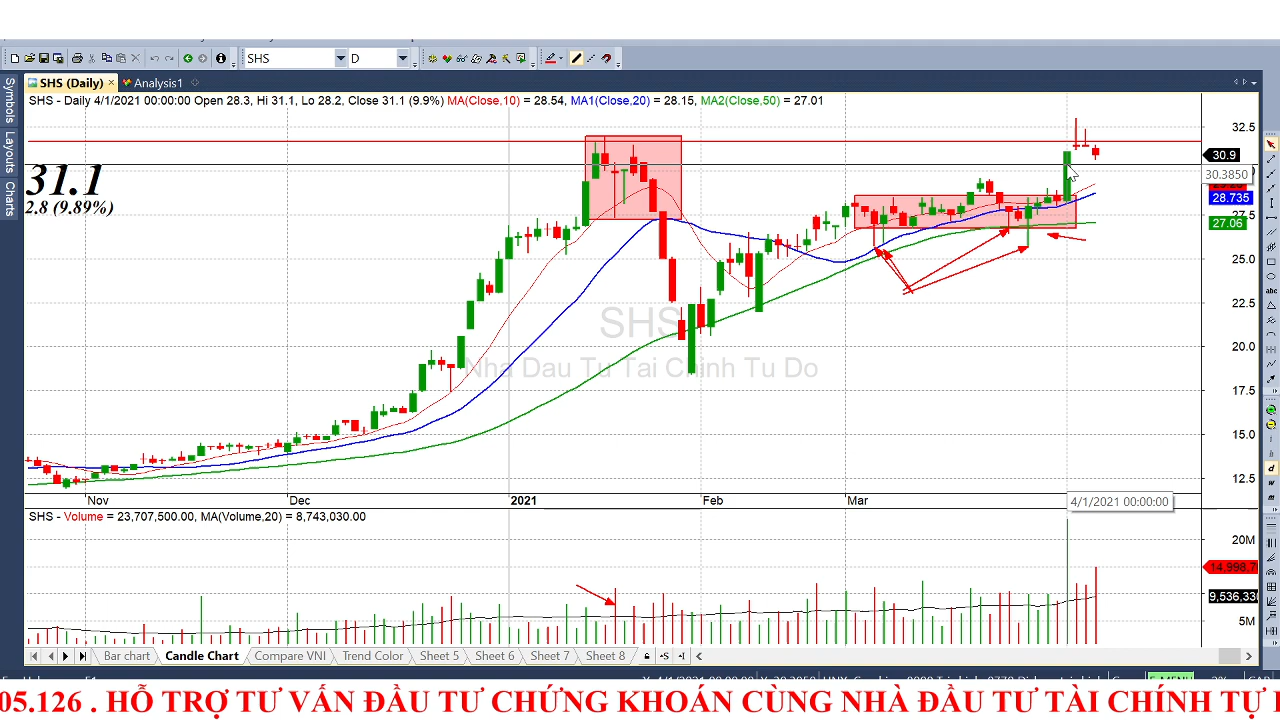 SHS
D
SHS (Daily)
Analysis1
Symbols
Layouts
Charts
SHS - Daily 4/1/2021 00:00:00 Open 28.3, Hi 31.1, Lo 28.2, Close 31.1 (9.9%) MA(Close,10) = 28.54, MA1(Close,20) = 28.15, MA2(Close,50) = 27.01
31.1
2.8 (9.89%)
32.5
30.9
30.3850
28.735
27.5
27.06
25.0
22.5
20.0
17.5
15.0
12.5
SHS
Nha Dau Tu Tai Chinh Tu Do
Nov
Dec
2021
Feb
Mar
4/1/2021 00:00:00
SHS - Volume = 23,707,500.00, MA(Volume,20) = 8,743,030.00
20M
14,998,7
9,536,330
5M
Bar chart
Candle Chart
Compare VNI
Trend Color
Sheet 5
Sheet 6
Sheet 7
Sheet 8
abc
05.126 . HỖ TRỢ TƯ VẤN ĐẦU TƯ CHỨNG KHOÁN CÙNG NHÀ ĐẦU TƯ TÀI CHÍNH TỰ